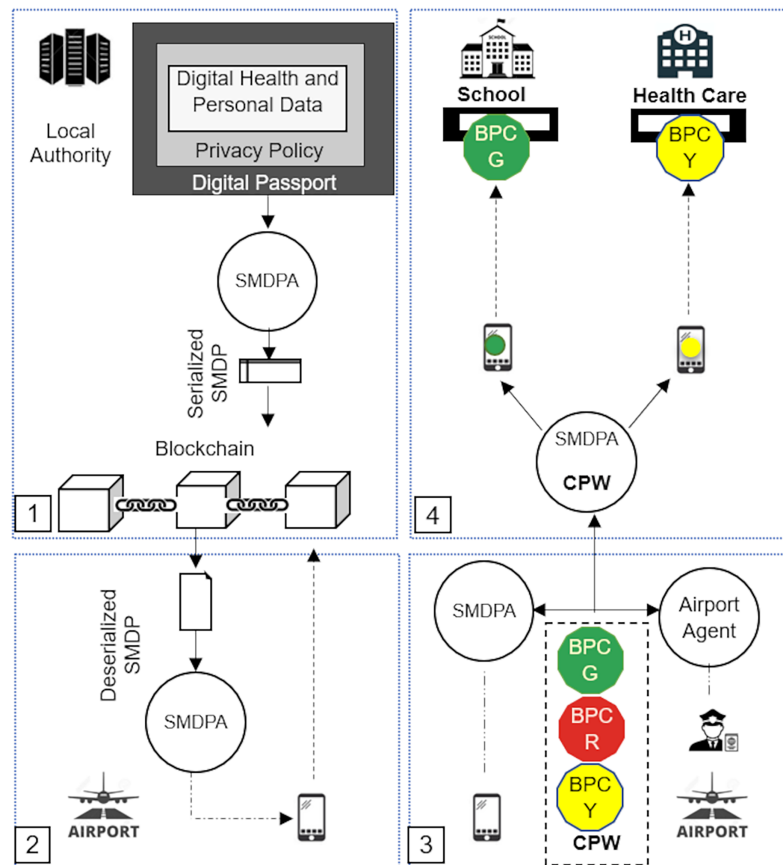 Local
Authority
Digital Health and
Personal Data
Privacy Policy
Digital Passport
SMDPA
Serialized
SMDP
Blockchain
1
Deserialized
SMDP
SMDPA
AIRPORT
2
SMDPA
Airport
Agent
BPC
G
BPC
R
BPC
Y
CPW
AIRPORT
3
SCHOOL
School
H
Health Care
BPC
G
BPC
Y
SMDPA
CPW
4